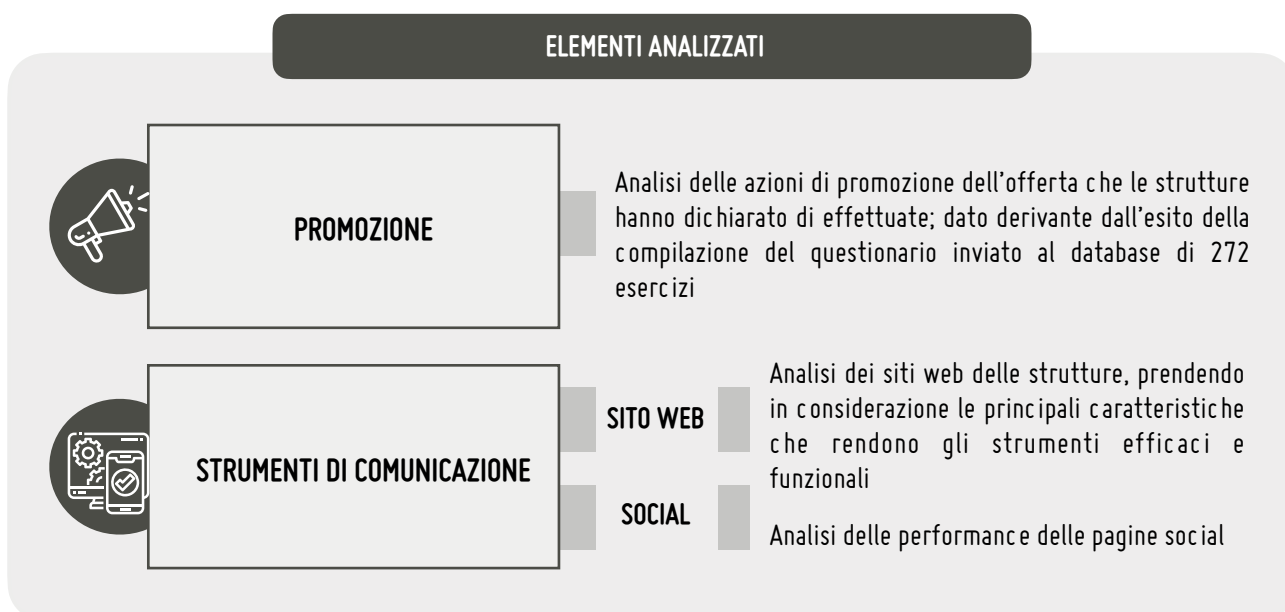 ELEMENTI ANALIZZATI
PROMOZIONE
Analisi delle azioni di promozione dell'offerta che le strutture
hanno dichiarato di effettuate; dato derivante dall'esito della
compilazione del questionario inviato al database di 272
esercizi
STRUMENTI DI COMUNICAZIONE
SITO WEB
Analisi dei siti web delle strutture, prendendo
in considerazione le principali caratteristiche
che rendono gli strumenti efficaci e
funzionali
SOCIAL
Analisi delle performance delle pagine social